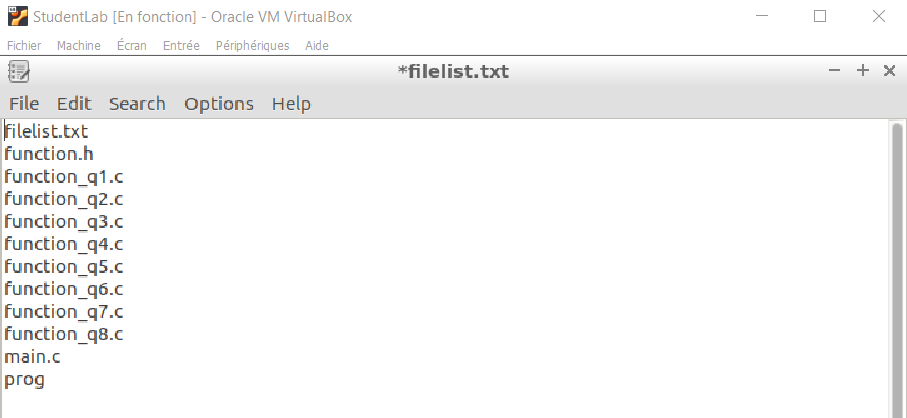 StudentLab [En fonction] - Oracle VM VirtualBox
Fichier Machine Écran Entrée Périphériques Aide
*filelist.txt
File Edit Search Options Help
filelist.txt
function.h
function_q1.c
function_q2.c
function_q3.c
function_q4.c
function_q5.c
function_q6.c
function_q7.c
function_q8.c
main.c
prog